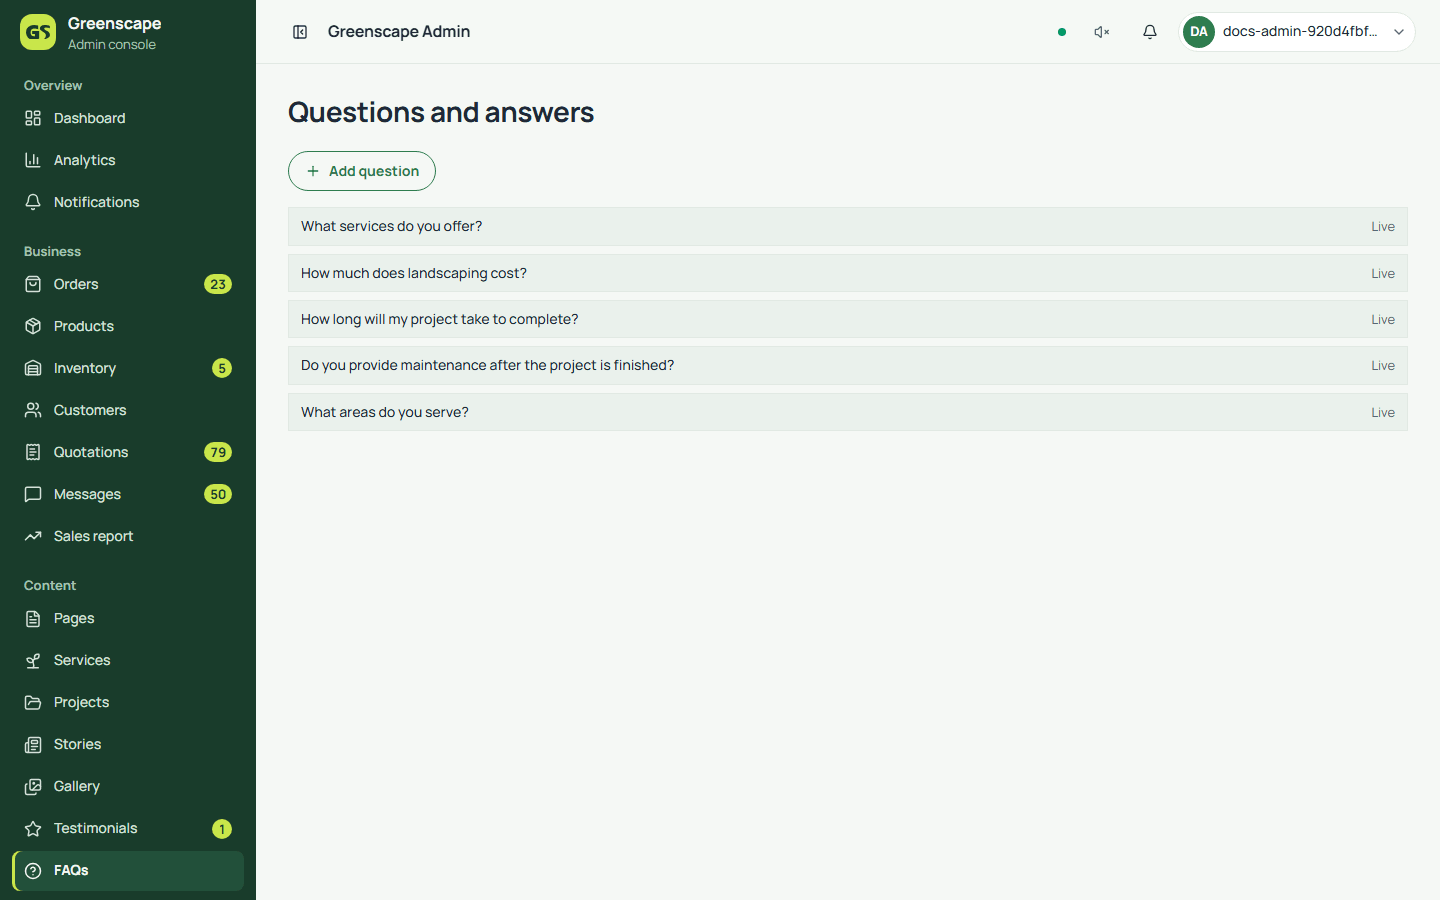 GS
Greenscape
Admin console
Overview
Dashboard
Analytics
Notifications
Business
Orders 23
Products
Inventory 5
Customers
Quotations 79
Messages 50
Sales report
Content
Pages
Services
Projects
Stories
Gallery
Testimonials 1
FAQs
Greenscape Admin
DA docs-admin-920d4fbf...
Questions and answers
Add question
What services do you offer? Live
How much does landscaping cost? Live
How long will my project take to complete? Live
Do you provide maintenance after the project is finished? Live
What areas do you serve? Live